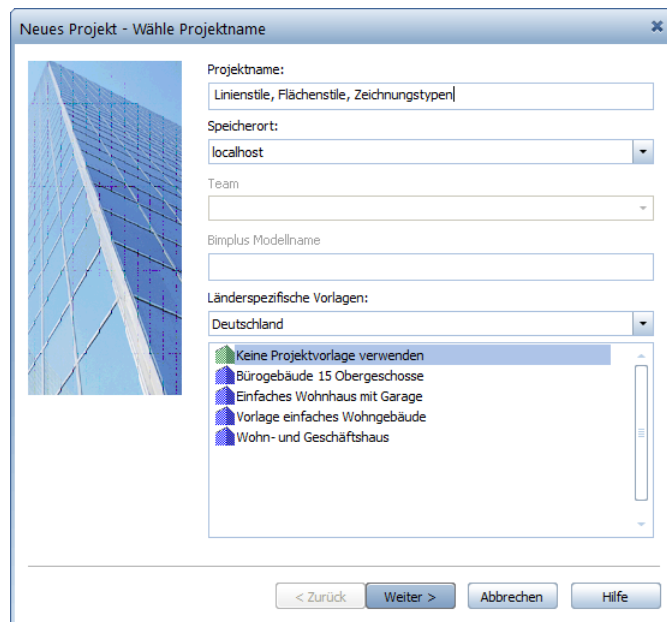 Neues Projekt - Wähle Projektname
Projektname:
Linienstile, Flächenstile, Zeichnungstypen
Speicherort:
localhost
Team
Bimplus Modellname
Länderspezifische Vorlagen:
Deutschland
Keine Projektvorlage verwenden
Bürogebäude 15 Obergeschosse
Einfaches Wohnhaus mit Garage
Vorlage einfaches Wohngebäude
Wohn- und Geschäftshaus
< Zurück Weiter > Abbrechen Hilfe